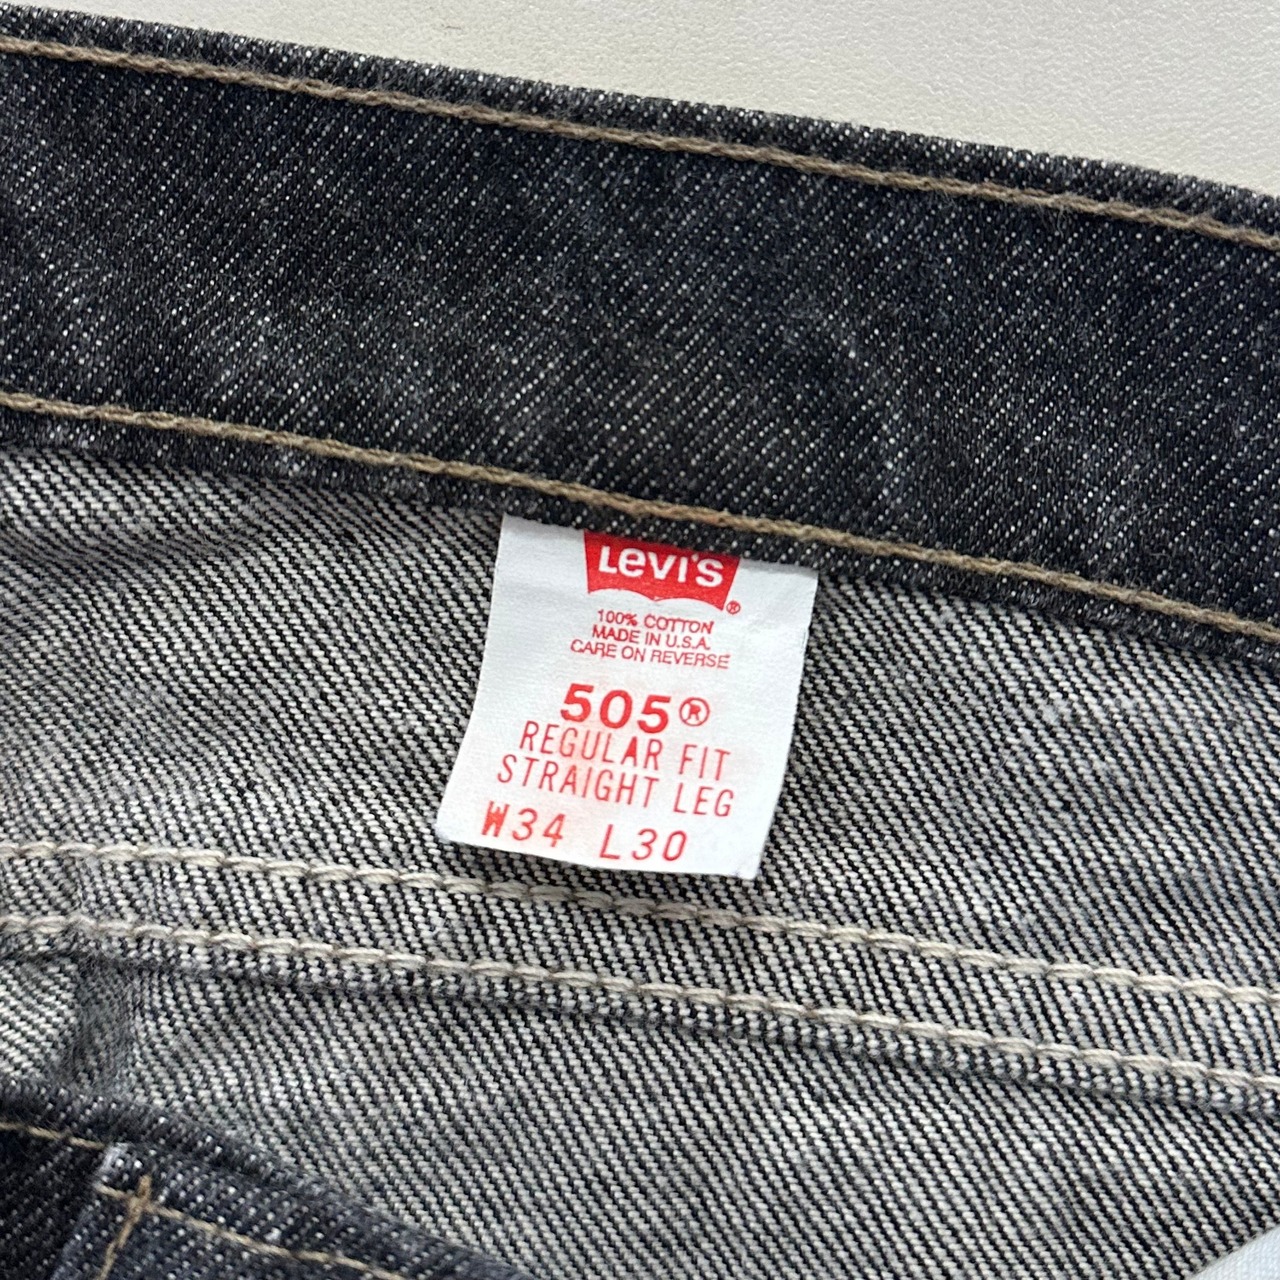 Levi's®
100% COTTON
MADE IN U.S.A.
CARE ON REVERSE
505®
REGULAR FIT
STRAIGHT LEG
W34 L30